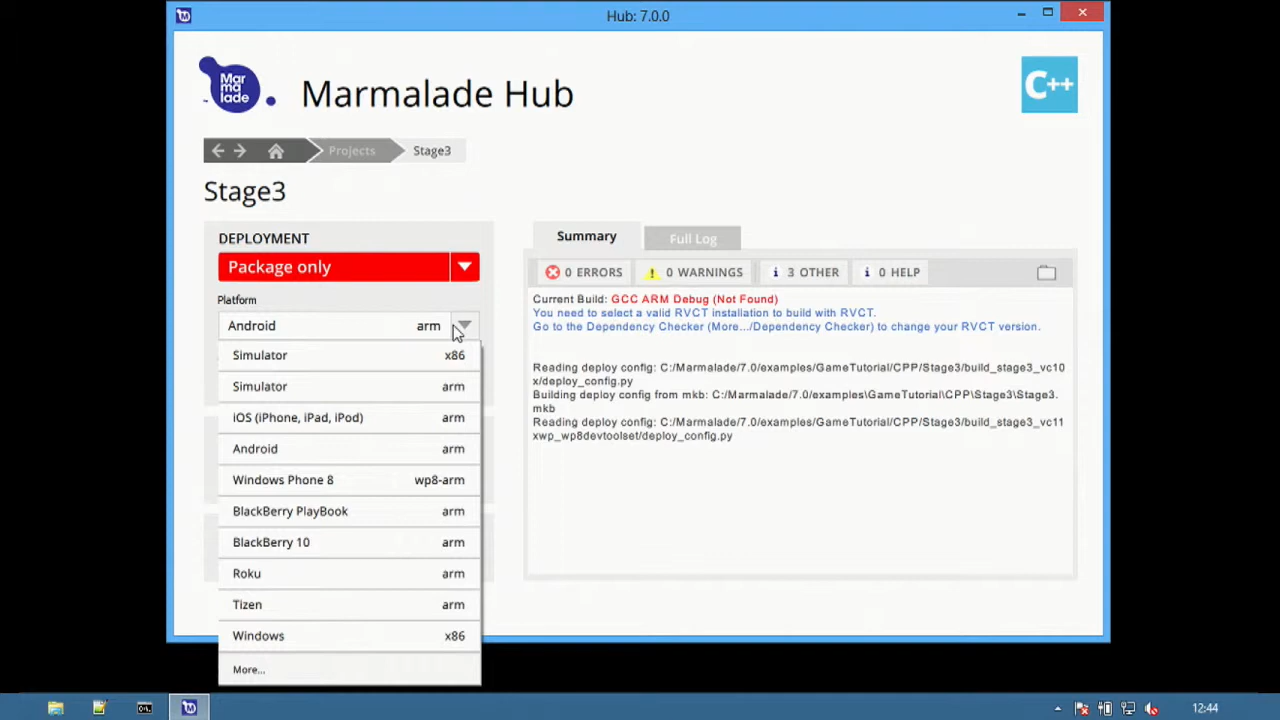 Hub: 7.0.0
Mar
ma
lade
™
Marmalade Hub
C++
Projects
Stage3
Stage3
DEPLOYMENT
Package only
Platform
Android arm
Simulator x86
Simulator arm
iOS (iPhone, iPad, iPod) arm
Android arm
Windows Phone 8 wp8-arm
BlackBerry PlayBook arm
BlackBerry 10 arm
Roku arm
Tizen arm
Windows x86
More...
Summary
Full Log
0 ERRORS
0 WARNINGS
3 OTHER
0 HELP
Current Build: GCC ARM Debug (Not Found)
You need to select a valid RVCT installation to build with RVCT.
Go to the Dependency Checker (More.../Dependency Checker) to change your RVCT version.
Reading deploy config: C:/Marmalade/7.0/examples/GameTutorial/CPP/Stage3/build_stage3_vc10
x/deploy_config.py
Building deploy config from mkb: C:/Marmalade/7.0/examples\GameTutorial\CPP\Stage3\Stage3.
mkb
Reading deploy config: C:/Marmalade/7.0/examples/GameTutorial/CPP/Stage3/build_stage3_vc11
xwp_wp8devtoolset/deploy_config.py
12:44